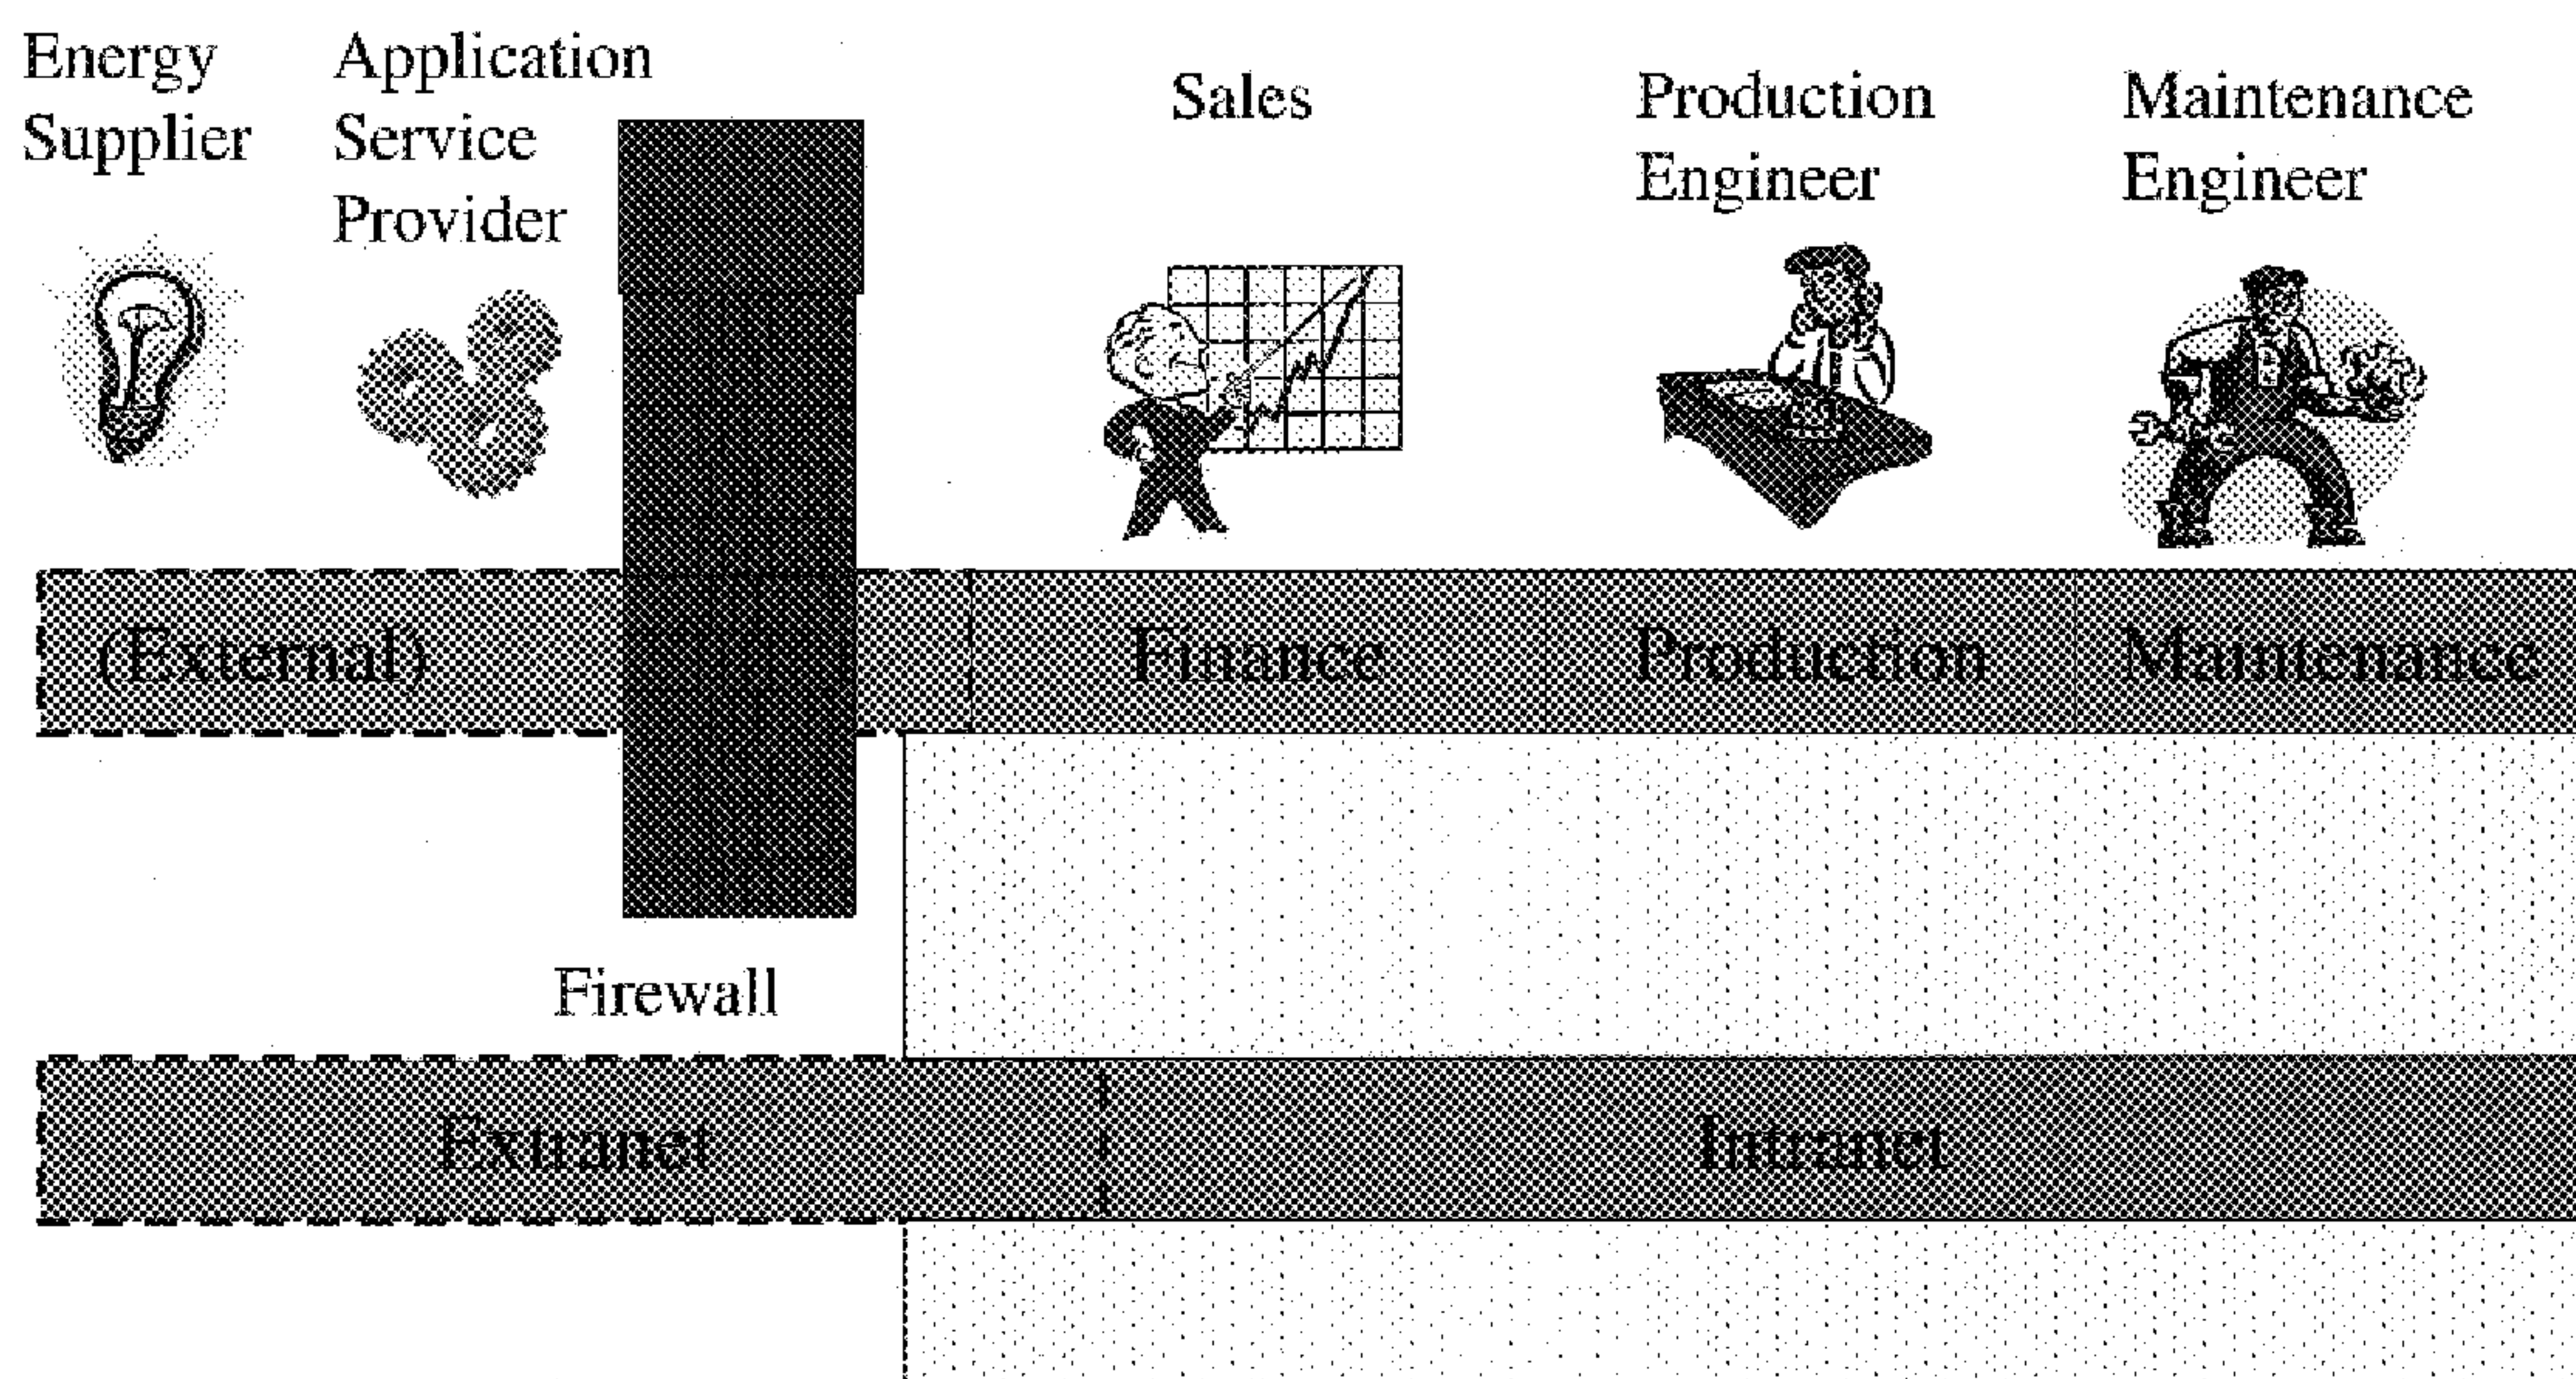 Energy
Supplier
Application
Service
Provider
Sales
Production
Engineer
Maintenance
Engineer
(External)
Finance
Production
Maintenance
Firewall
Extranet
Intranet